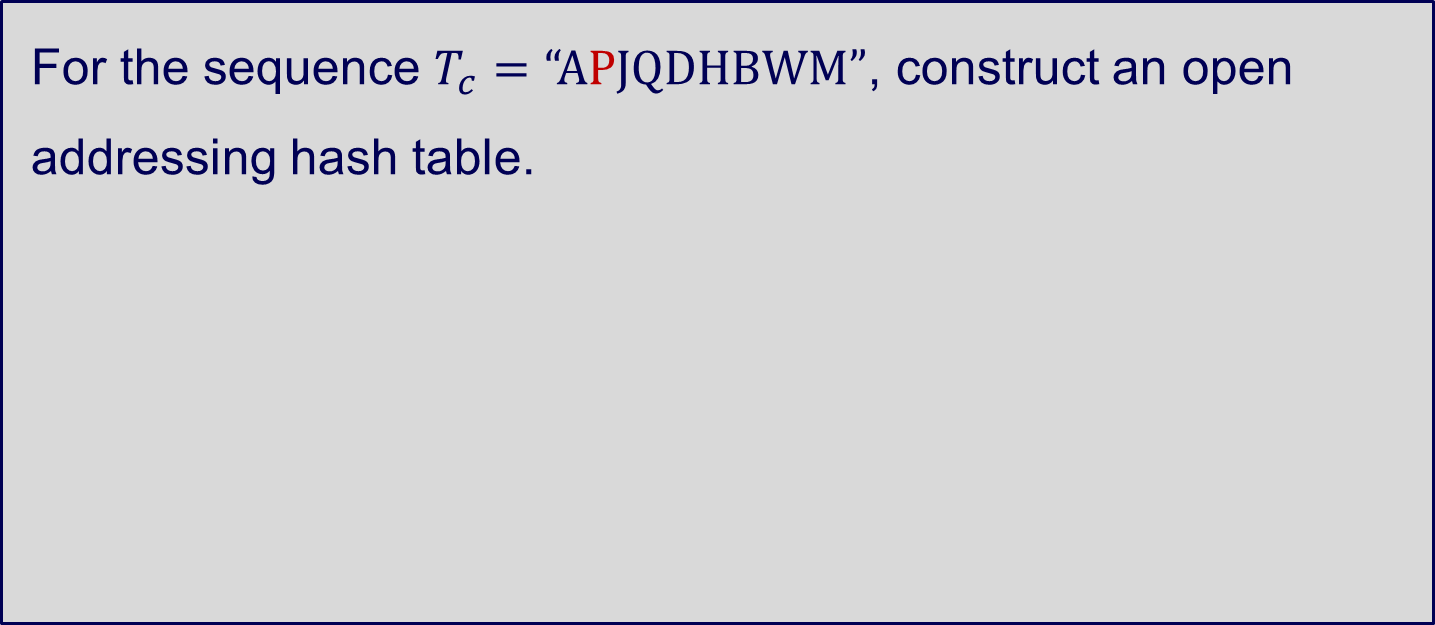 For the sequence T_c = “APJQDHBWM”, construct an open
addressing hash table.